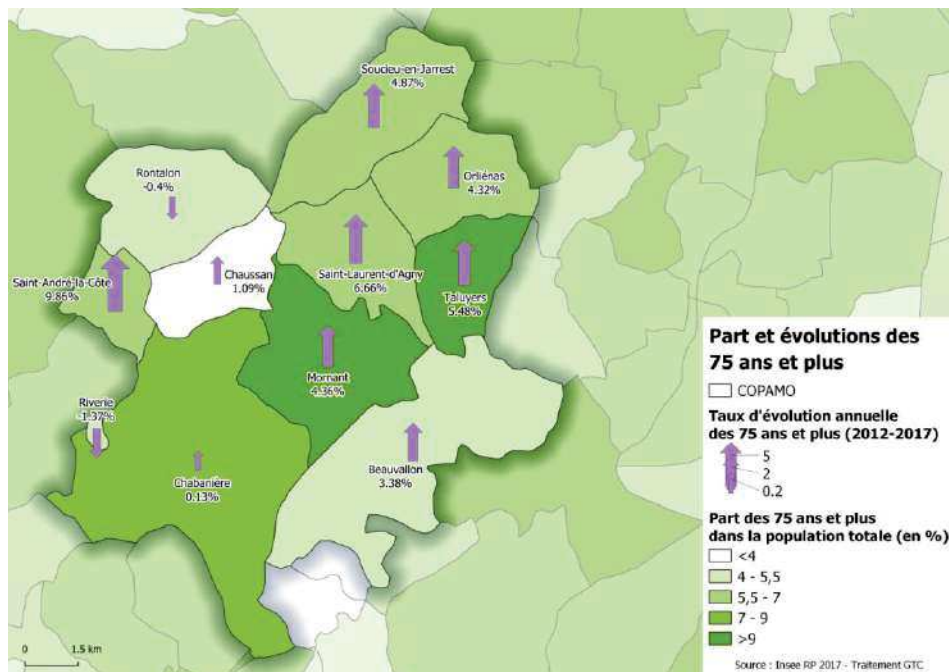 Soucieu-en-Jarrest
4.87%
Rontalon
-0.4%
Orliénas
4.32%
Saint-André-la-Côte
9.86%
Chaussan
1.09%
Saint-Laurent-d'Agny
6.66%
Taluyers
5.48%
Mornant
4.36%
Riverie
-1.37%
Beauvallon
3.38%
Chabanière
0.13%
Part et évolutions des
75 ans et plus
COPAMO
Taux d'évolution annuelle
des 75 ans et plus (2012-2017)
5
2
0.2
Part des 75 ans et plus
dans la population totale (en %)
<4
4 - 5,5
5,5 - 7
7 - 9
>9
0 1.5 km
Source : Insee RP 2017 - Traitement GTC